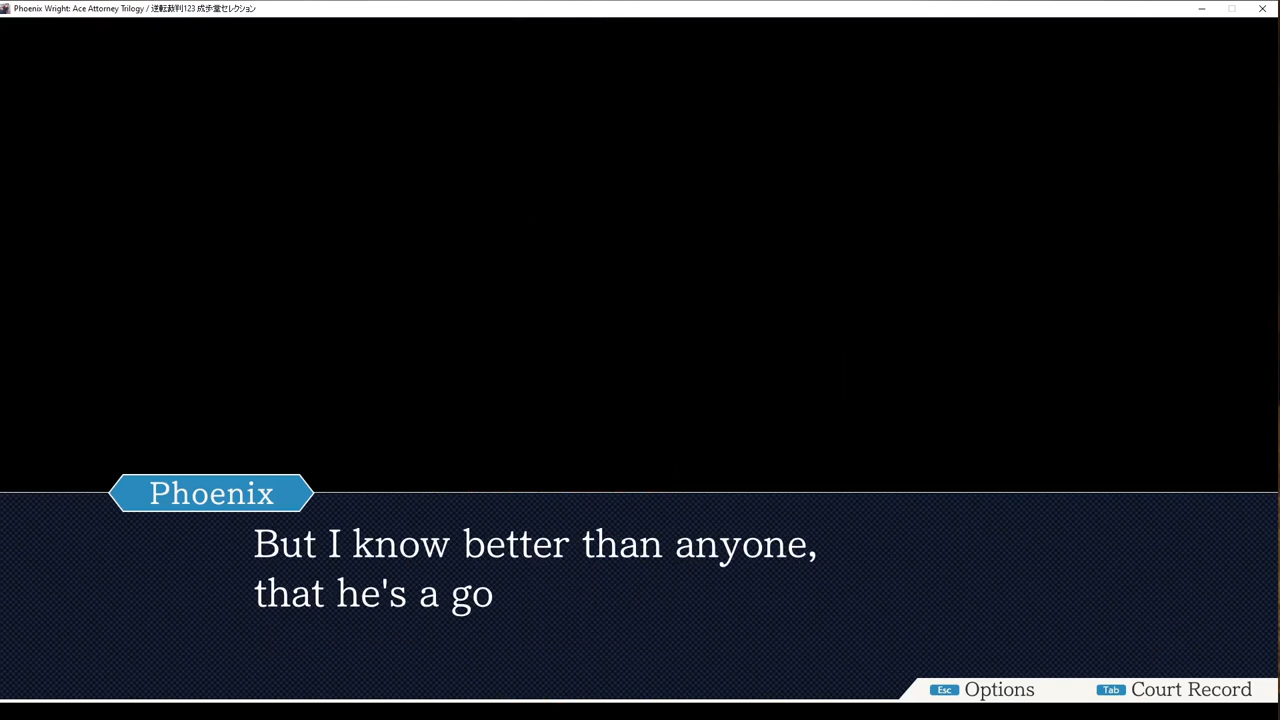 Phoenix Wright: Ace Attorney Trilogy / 逆転裁判123 成歩堂セレクション
Phoenix
But I know better than anyone,
that he's a go
Esc Options Tab Court Record